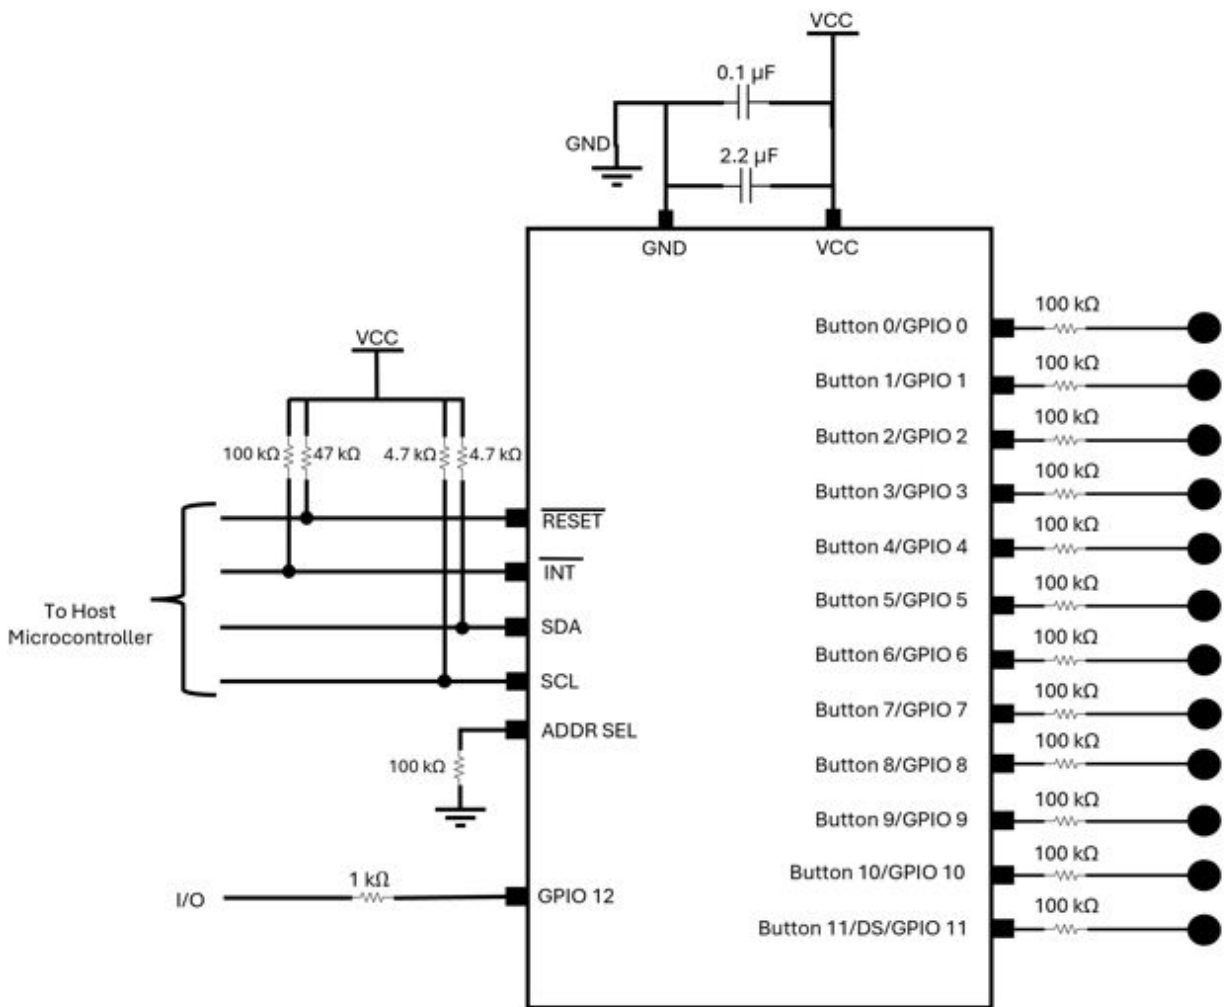 VCC
0.1 µF
GND
2.2 µF
GND
VCC
VCC
100 kΩ
47 kΩ
4.7 kΩ
4.7 kΩ
To Host
Microcontroller
RESET
INT
SDA
SCL
ADDR SEL
100 kΩ
I/O
1 kΩ
GPIO 12
Button 0/GPIO 0
100 kΩ
Button 1/GPIO 1
100 kΩ
Button 2/GPIO 2
100 kΩ
Button 3/GPIO 3
100 kΩ
Button 4/GPIO 4
100 kΩ
Button 5/GPIO 5
100 kΩ
Button 6/GPIO 6
100 kΩ
Button 7/GPIO 7
100 kΩ
Button 8/GPIO 8
100 kΩ
Button 9/GPIO 9
100 kΩ
Button 10/GPIO 10
100 kΩ
Button 11/DS/GPIO 11
100 kΩ